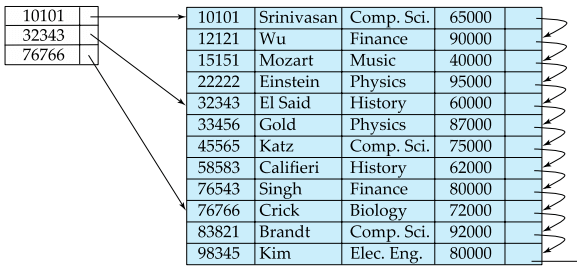 10101
32343
76766
10101 Srinivasan Comp. Sci. 65000
12121 Wu Finance 90000
15151 Mozart Music 40000
22222 Einstein Physics 95000
32343 El Said History 60000
33456 Gold Physics 87000
45565 Katz Comp. Sci. 75000
58583 Califieri History 62000
76543 Singh Finance 80000
76766 Crick Biology 72000
83821 Brandt Comp. Sci. 92000
98345 Kim Elec. Eng. 80000